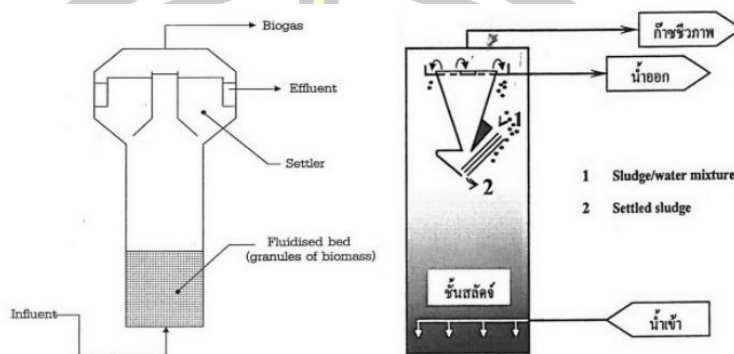 Biogas
Effluent
Settler
Fluidised bed
(granules of biomass)
Influent
ก๊าซชีวภาพ
น้ำออก
1
2
1 Sludge/water mixture
2 Settled sludge
ชั้นสลัดจ์
น้ำเข้า